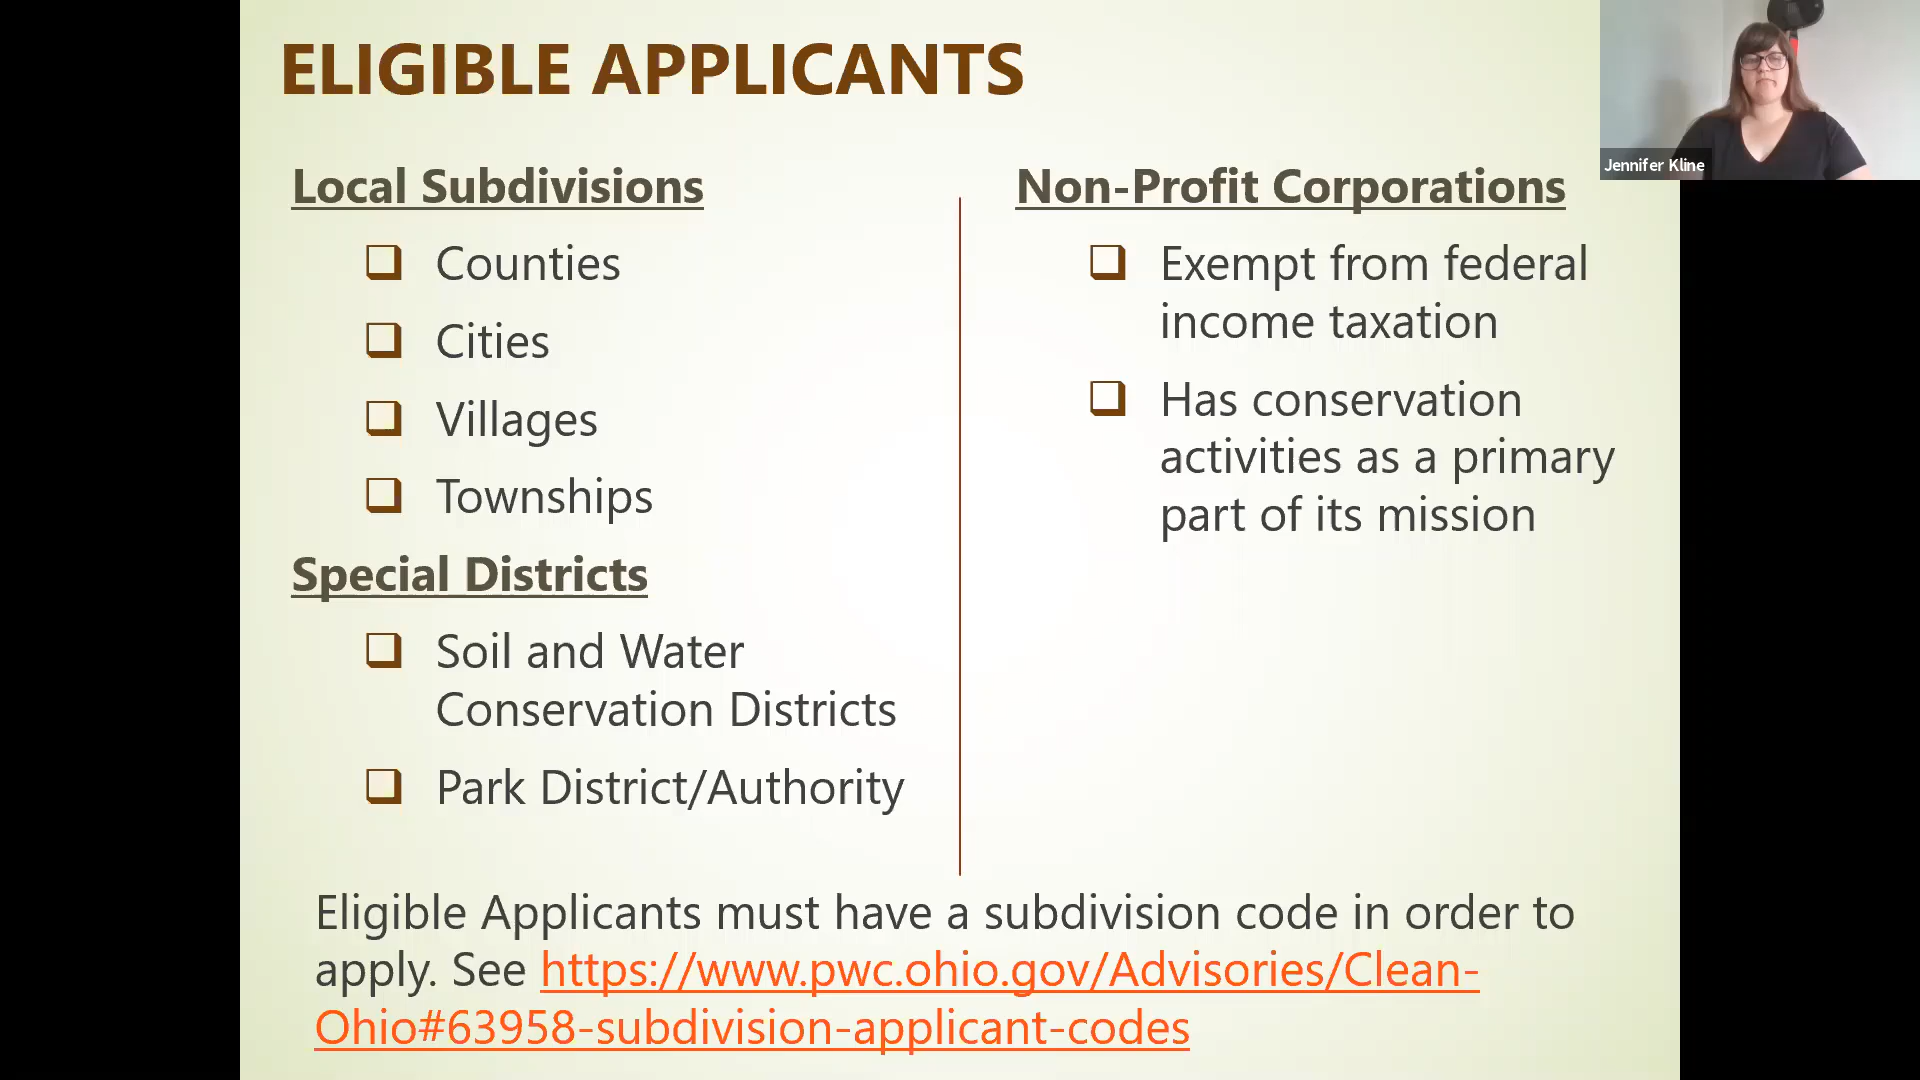 ELIGIBLE APPLICANTS
Local Subdivisions
Counties
Cities
Villages
Townships
Special Districts
Soil and Water
Conservation Districts
Park District/Authority
Non-Profit Corporations
Exempt from federal
income taxation
Has conservation
activities as a primary
part of its mission
Eligible Applicants must have a subdivision code in order to
apply. See https://www.pwc.ohio.gov/Advisories/Clean-
Ohio#63958-subdivision-applicant-codes
Jennifer Kline